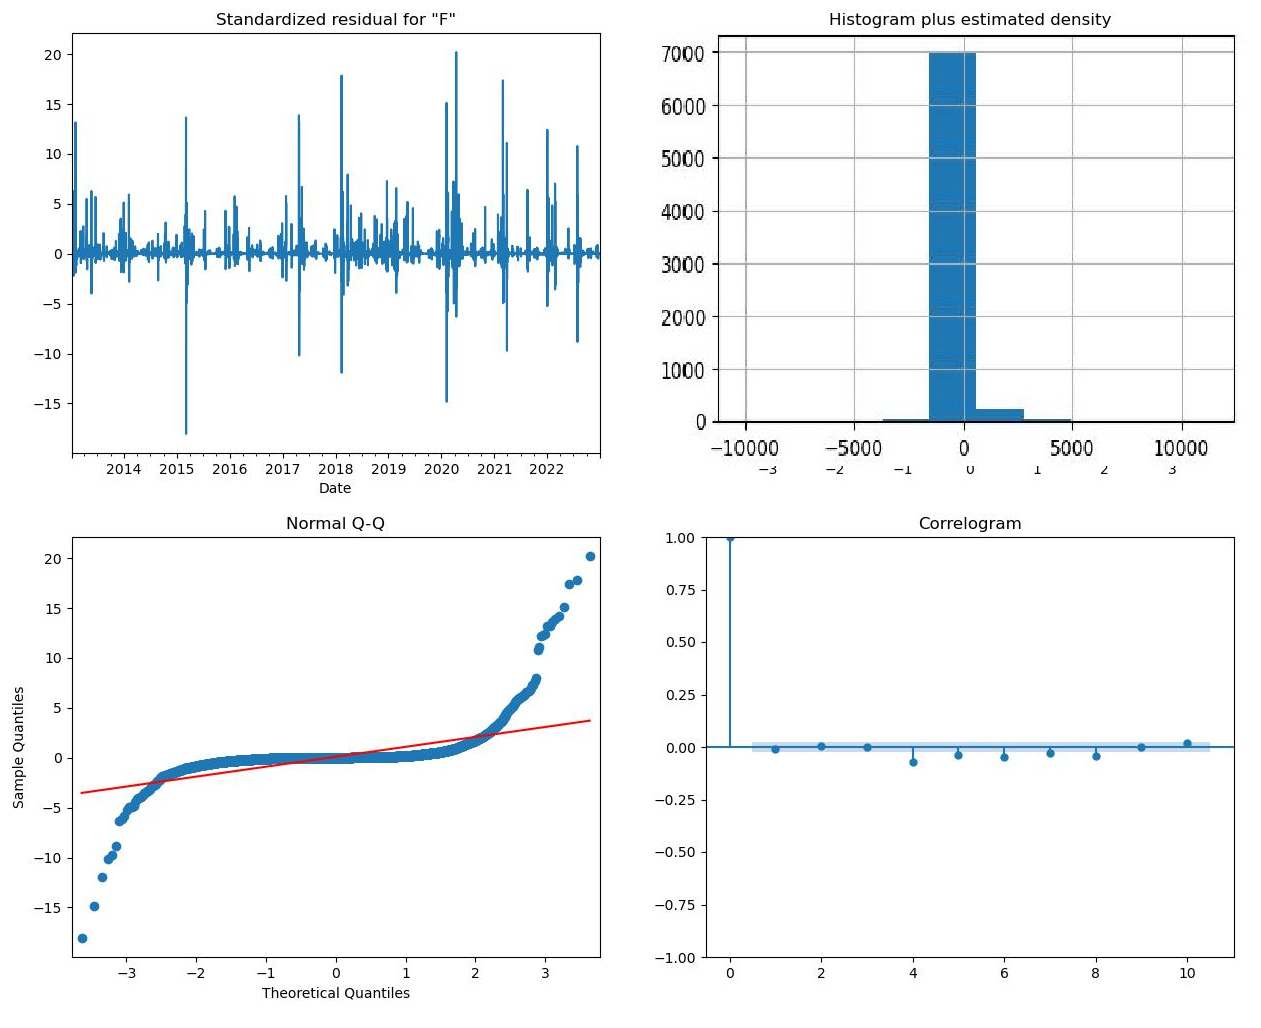 Standardized residual for "F"
20
15
10
5
0
−5
−10
−15
2014 2015 2016 2017 2018 2019 2020 2021 2022
Date
Histogram plus estimated density
7000
6000
5000
4000
3000
2000
1000
0
−10000 −5000 0 5000 10000
−3 −2 −1 0 1 2 3
Normal Q-Q
Sample Quantiles
20
15
10
5
0
−5
−10
−15
−3 −2 −1 0 1 2 3
Theoretical Quantiles
Correlogram
1.00
0.75
0.50
0.25
0.00
−0.25
−0.50
−0.75
−1.00
0 2 4 6 8 10